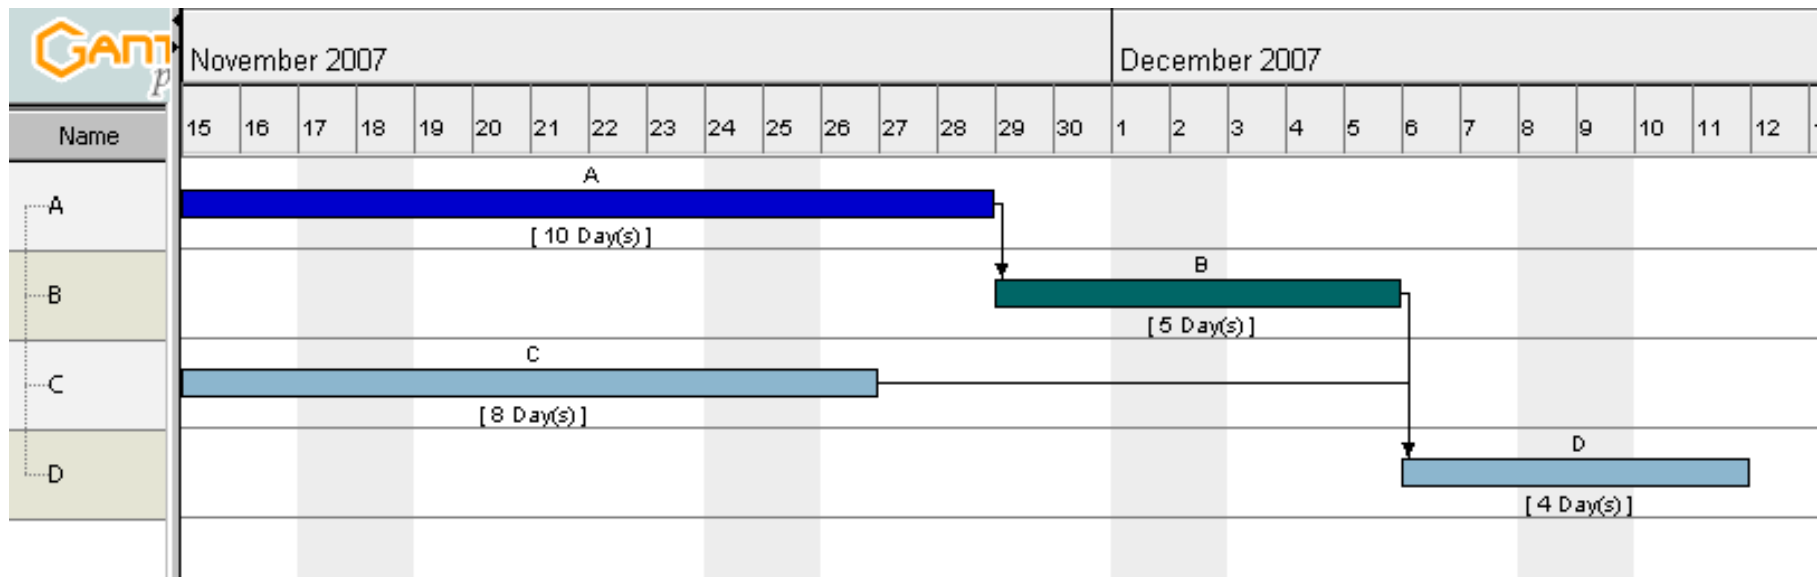 GANT
p
November 2007 December 2007
Name 15 16 17 18 19 20 21 22 23 24 25 26 27 28 29 30 1 2 3 4 5 6 7 8 9 10 11 12
A
A
[ 10 Day(s) ]
B
B
[ 5 Day(s) ]
C
C
[ 8 Day(s) ]
D
D
[ 4 Day(s) ]